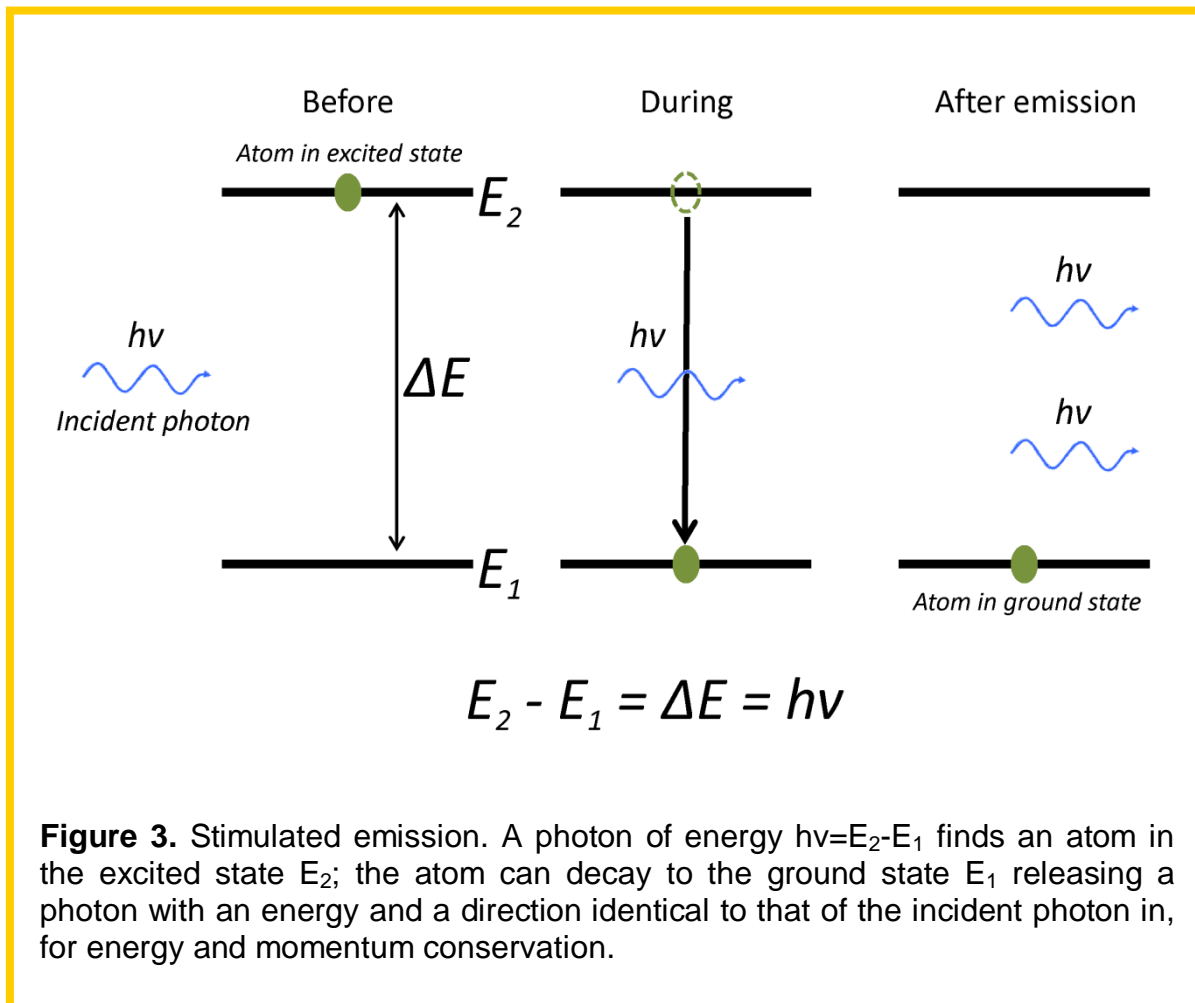 Before During After emission
Atom in excited state
E₂
hν hν hν
ΔE
Incident photon hν
E₁
Atom in ground state
E₂ - E₁ = ΔE = hν
Figure 3. Stimulated emission. A photon of energy hν=E₂-E₁ finds an atom in
the excited state E₂; the atom can decay to the ground state E₁ releasing a
photon with an energy and a direction identical to that of the incident photon in,
for energy and momentum conservation.